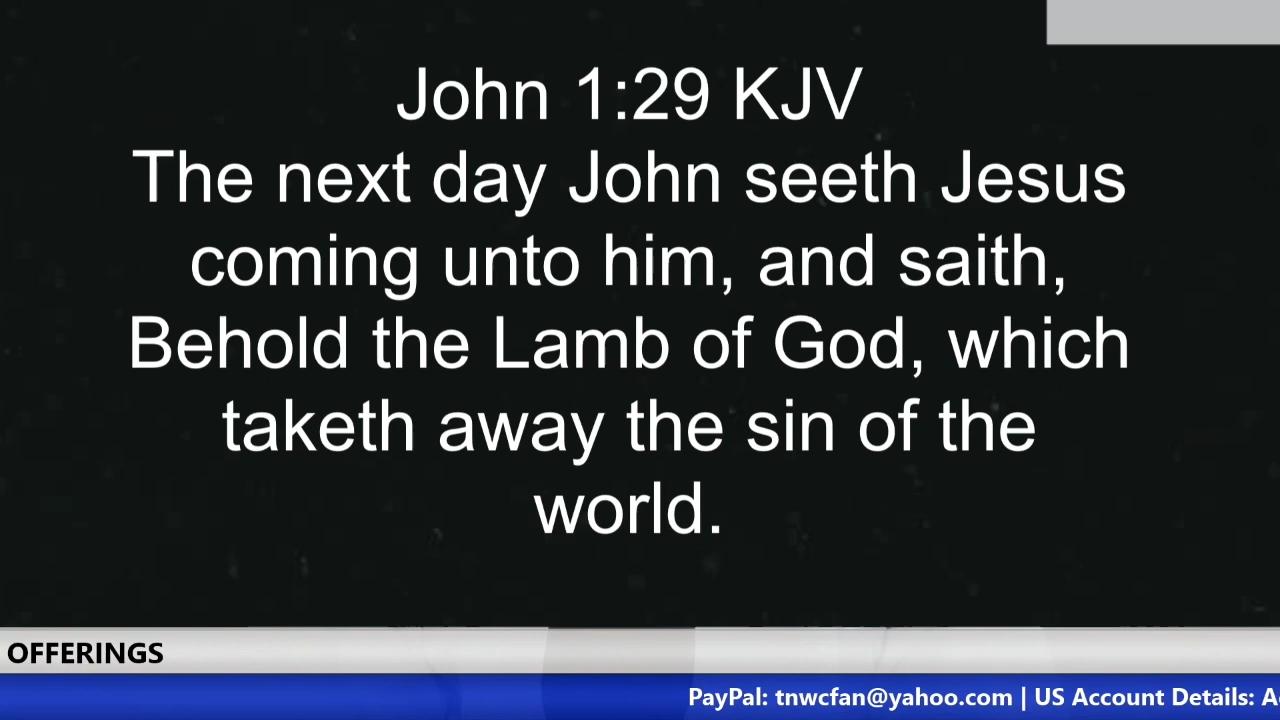 John 1:29 KJV
The next day John seeth Jesus
coming unto him, and saith,
Behold the Lamb of God, which
taketh away the sin of the
world.
OFFERINGS
PayPal: tnwcfan@yahoo.com | US Account Details: